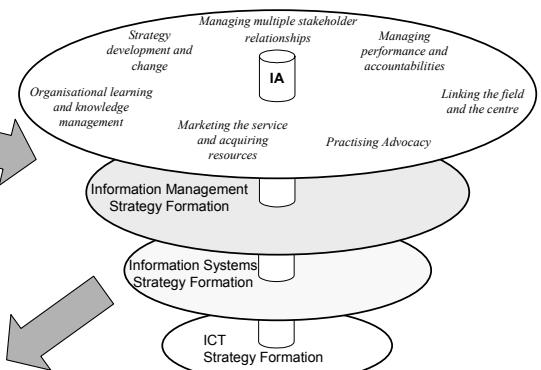 Managing multiple stakeholder
relationships
Strategy
development and
change
Managing
performance and
accountabilities
IA
Organisational learning
and knowledge
management
Linking the field
and the centre
Marketing the service
and acquiring
resources
Practising Advocacy
Information Management
Strategy Formation
Information Systems
Strategy Formation
ICT
Strategy Formation